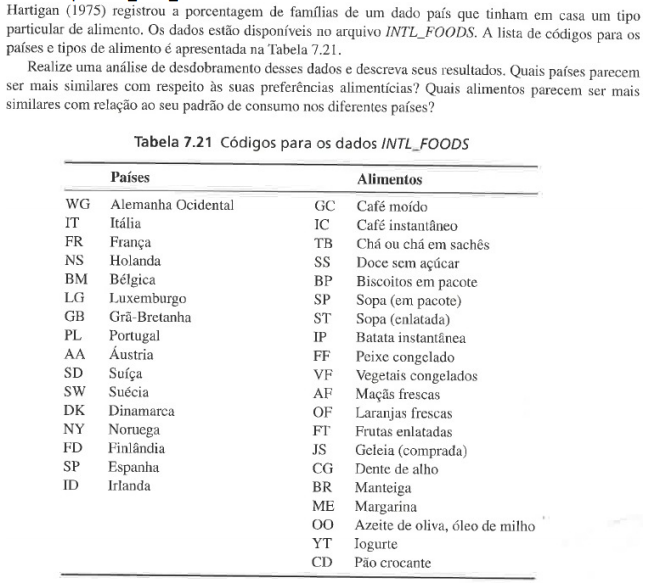 Hartigan (1975) registrou a porcentagem de famílias de um dado país que tinham em casa um tipo
particular de alimento. Os dados estão disponíveis no arquivo INTL_FOODS. A lista de códigos para os
países e tipos de alimento é apresentada na Tabela 7.21.
Realize uma análise de desdobramento desses dados e descreva seus resultados. Quais países parecem
ser mais similares com respeito às suas preferências alimentícias? Quais alimentos parecem ser mais
similares com relação ao seu padrão de consumo nos diferentes países?
Tabela 7.21 Códigos para os dados INTL_FOODS
Países Alimentos
WG Alemanha Ocidental GC Café moído
IT Itália IC Café instantâneo
FR França TB Chá ou chá em sachês
NS Holanda SS Doce sem açúcar
BM Bélgica BP Biscoitos em pacote
LG Luxemburgo SP Sopa (em pacote)
GB Grã-Bretanha ST Sopa (enlatada)
PL Portugal IP Batata instantânea
AA Áustria FF Peixe congelado
SD Suíça VF Vegetais congelados
SW Suécia AF Maçãs frescas
DK Dinamarca OF Laranjas frescas
NY Noruega FT Frutas enlatadas
FD Finlândia JS Geleia (comprada)
SP Espanha CG Dente de alho
ID Irlanda BR Manteiga
ME Margarina
OO Azeite de oliva, óleo de milho
YT Iogurte
CD Pão crocante